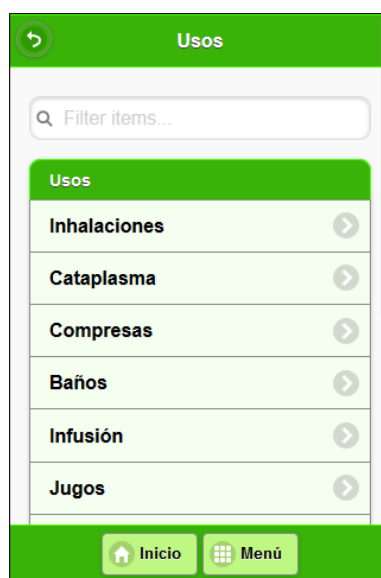 Usos
Filter items...
Usos
Inhalaciones
Cataplasma
Compresas
Baños
Infusión
Jugos
Inicio Menú